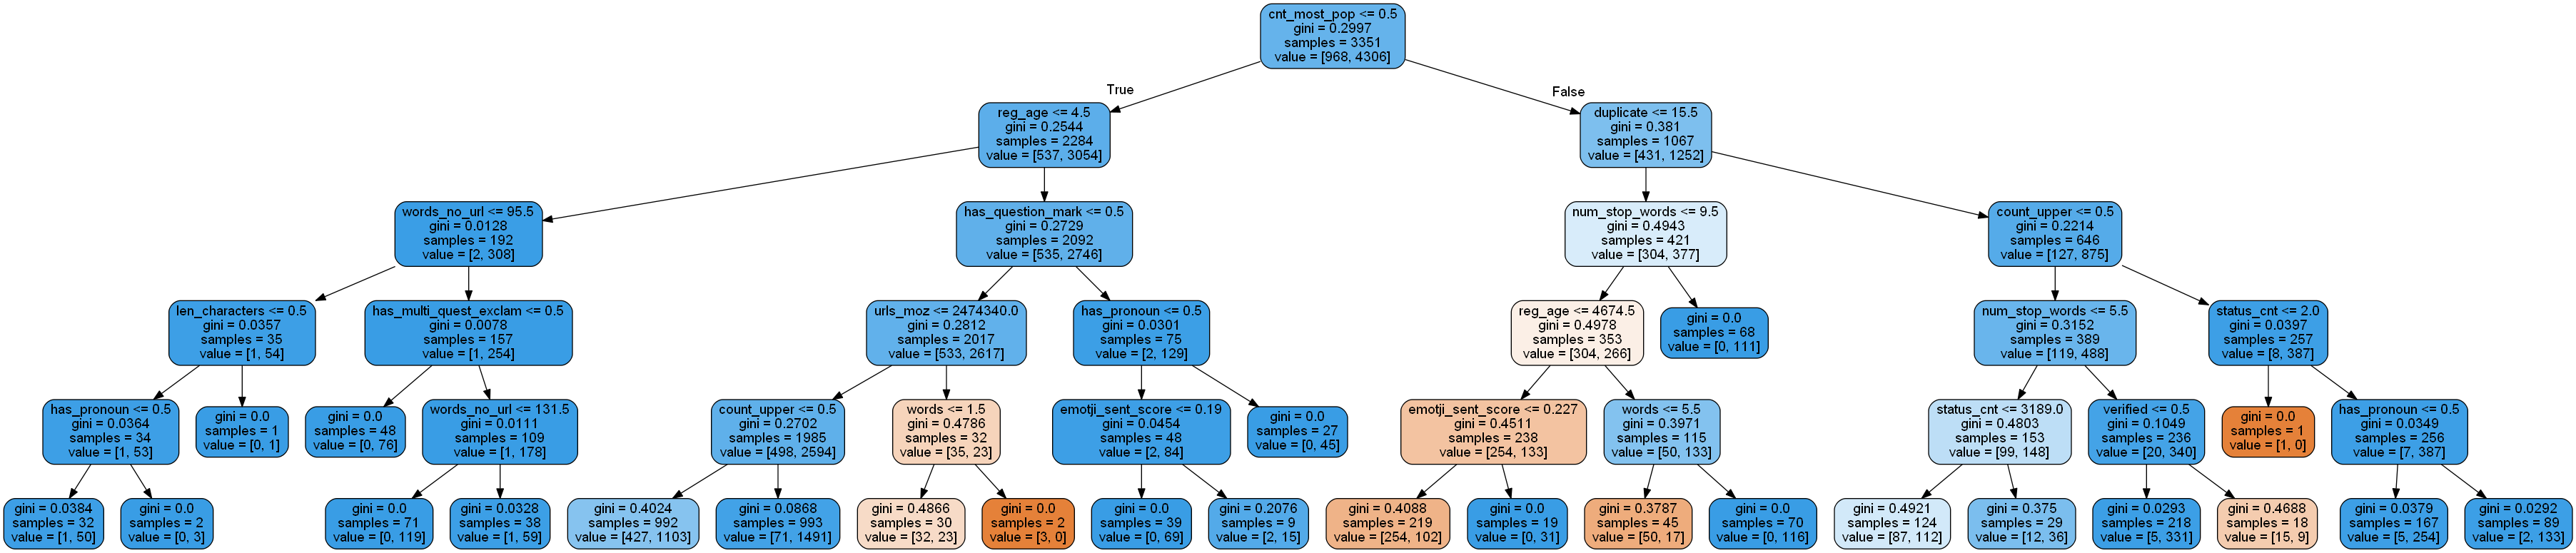 cnt_most_pop <= 0.5
gini = 0.2997
samples = 3351
value = [968, 4306]
True
False
reg_age <= 4.5
gini = 0.2544
samples = 2284
value = [537, 3054]
duplicate <= 15.5
gini = 0.381
samples = 1067
value = [431, 1252]
words_no_url <= 95.5
gini = 0.0128
samples = 192
value = [2, 308]
has_question_mark <= 0.5
gini = 0.2729
samples = 2092
value = [535, 2746]
num_stop_words <= 9.5
gini = 0.4943
samples = 421
value = [304, 377]
count_upper <= 0.5
gini = 0.2214
samples = 646
value = [127, 875]
len_characters <= 0.5
gini = 0.0357
samples = 35
value = [1, 54]
has_multi_quest_exclam <= 0.5
gini = 0.0078
samples = 157
value = [1, 254]
urls_moz <= 2474340.0
gini = 0.2812
samples = 2017
value = [533, 2617]
has_pronoun <= 0.5
gini = 0.0301
samples = 75
value = [2, 129]
reg_age <= 4674.5
gini = 0.4978
samples = 353
value = [304, 266]
gini = 0.0
samples = 68
value = [0, 111]
num_stop_words <= 5.5
gini = 0.3152
samples = 389
value = [119, 488]
status_cnt <= 2.0
gini = 0.0397
samples = 257
value = [8, 387]
has_pronoun <= 0.5
gini = 0.0364
samples = 34
value = [1, 53]
gini = 0.0
samples = 1
value = [0, 1]
gini = 0.0
samples = 48
value = [0, 76]
words_no_url <= 131.5
gini = 0.0111
samples = 109
value = [1, 178]
count_upper <= 0.5
gini = 0.2702
samples = 1985
value = [498, 2594]
words <= 1.5
gini = 0.4786
samples = 32
value = [35, 23]
emotji_sent_score <= 0.19
gini = 0.0454
samples = 48
value = [2, 84]
gini = 0.0
samples = 27
value = [0, 45]
emotji_sent_score <= 0.227
gini = 0.4511
samples = 238
value = [254, 133]
words <= 5.5
gini = 0.3971
samples = 115
value = [50, 133]
status_cnt <= 3189.0
gini = 0.4803
samples = 153
value = [99, 148]
verified <= 0.5
gini = 0.1049
samples = 236
value = [20, 340]
gini = 0.0
samples = 1
value = [1, 0]
has_pronoun <= 0.5
gini = 0.0349
samples = 256
value = [7, 387]
gini = 0.0384
samples = 32
value = [1, 50]
gini = 0.0
samples = 2
value = [0, 3]
gini = 0.0
samples = 71
value = [0, 119]
gini = 0.0328
samples = 38
value = [1, 59]
gini = 0.4024
samples = 992
value = [427, 1103]
gini = 0.0868
samples = 993
value = [71, 1491]
gini = 0.4866
samples = 30
value = [32, 23]
gini = 0.0
samples = 2
value = [3, 0]
gini = 0.0
samples = 39
value = [0, 69]
gini = 0.2076
samples = 9
value = [2, 15]
gini = 0.4088
samples = 219
value = [254, 102]
gini = 0.0
samples = 19
value = [0, 31]
gini = 0.3787
samples = 45
value = [50, 17]
gini = 0.0
samples = 70
value = [0, 116]
gini = 0.4921
samples = 124
value = [87, 112]
gini = 0.375
samples = 29
value = [12, 36]
gini = 0.0293
samples = 218
value = [5, 331]
gini = 0.4688
samples = 18
value = [15, 9]
gini = 0.0379
samples = 167
value = [5, 254]
gini = 0.0292
samples = 89
value = [2, 133]